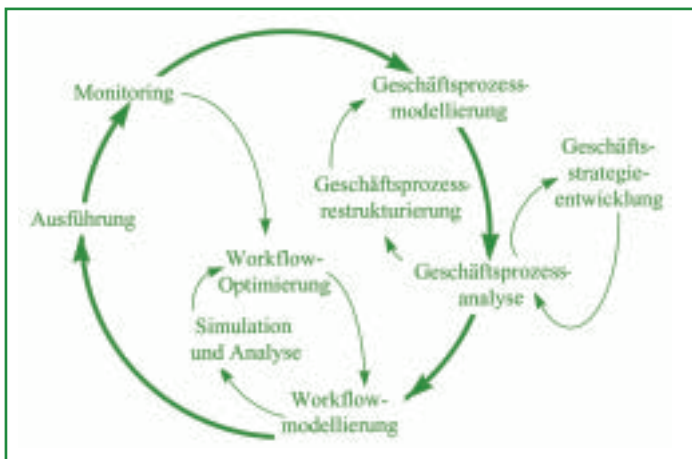 Monitoring
Geschäftsprozess-
modellierung
Geschäfts-
strategie-
entwicklung
Geschäftsprozess-
restrukturierung
Ausführung
Workflow-
Optimierung
Geschäftsprozess-
analyse
Simulation
und Analyse
Workflow-
modellierung